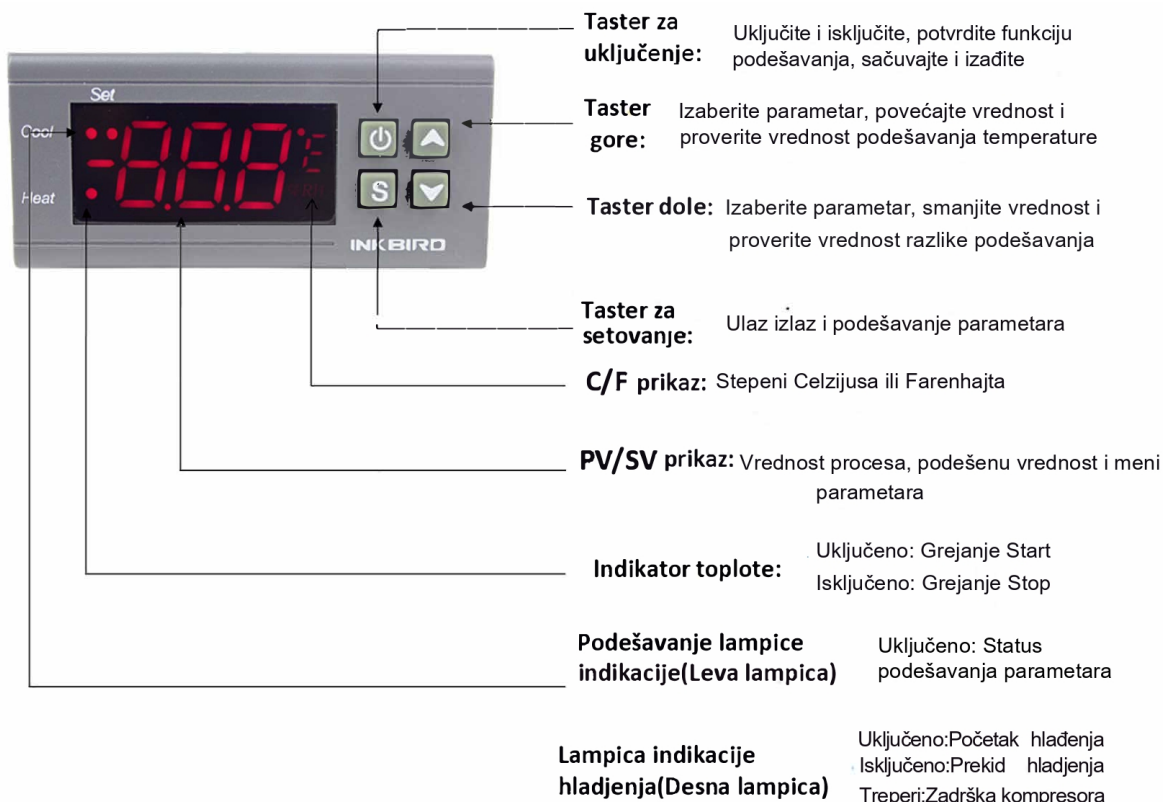 Taster za
uključenje:
Uključite i isključite, potvrdite funkciju
podešavanja, sačuvajte i izađite
Set
Cool
Heat
888
S
INKBIRD
Taster
gore:
Izaberite parametar, povećajte vrednost i
proverite vrednost podešavanja temperature
Taster dole:
Izaberite parametar, smanjite vrednost i
proverite vrednost razlike podešavanja
Taster za
setovanje:
Ulaz izlaz i podešavanje parametara
C/F prikaz: Stepeni Celzijusa ili Farenhajta
PV/SV prikaz: Vrednost procesa, podešenu vrednost i meni
parametara
Indikator toplote:
Uključeno: Grejanje Start
Isključeno: Grejanje Stop
Podešavanje lampice
indikacije(Leva lampica)
Uključeno: Status
podešavanja parametara
Lampica indikacije
hladjenja(Desna lampica)
Uključeno:Početak hlađenja
Isključeno:Prekid hladjenja
Treperi:Zadrška kompresora